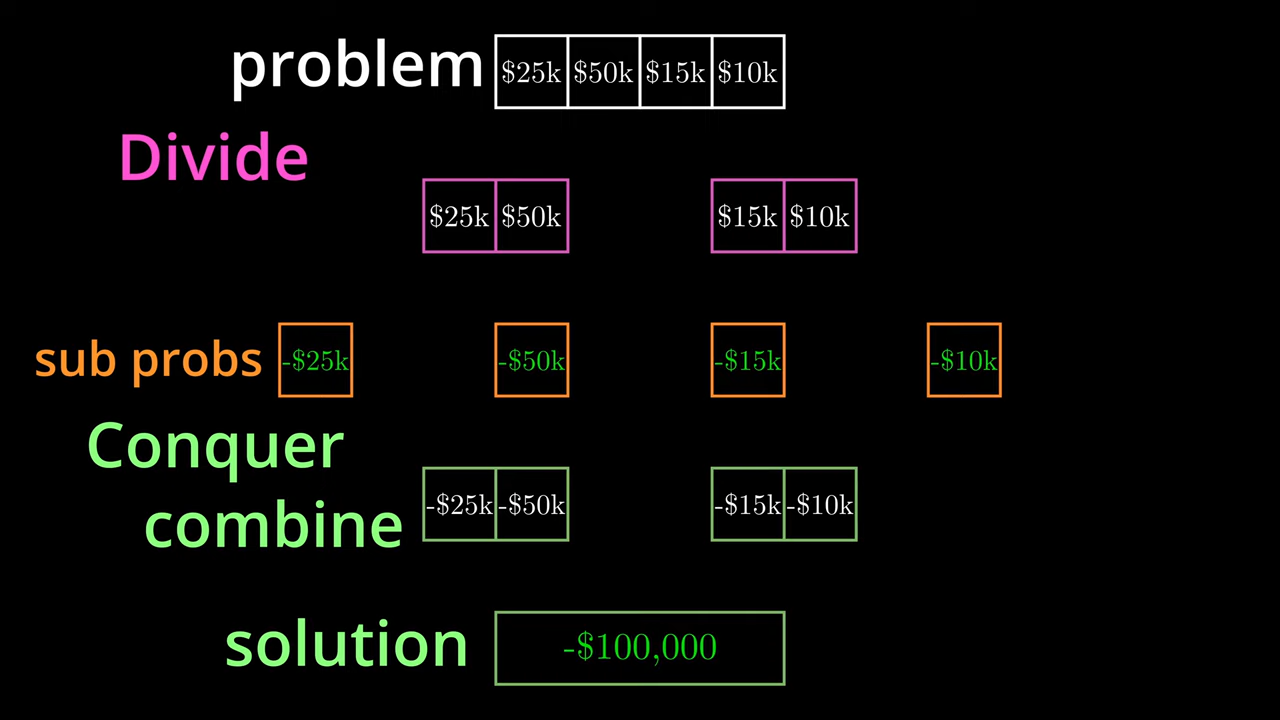 problem $25k $50k $15k $10k
Divide
$25k $50k $15k $10k
sub probs -$25k -$50k -$15k -$10k
Conquer
combine -$25k -$50k -$15k -$10k
solution -$100,000